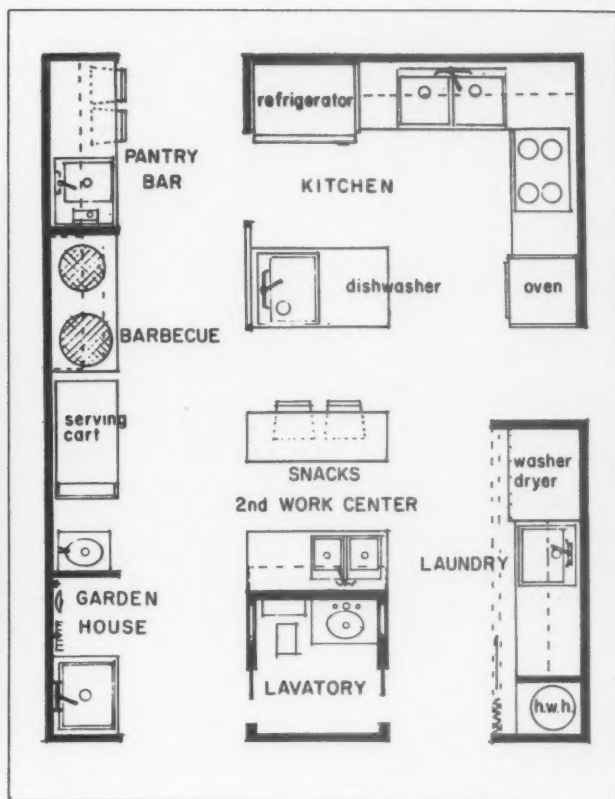 refrigerator
PANTRY
BAR
KITCHEN
dishwasher
oven
BARBECUE
serving
cart
SNACKS
2nd WORK CENTER
washer
dryer
LAUNDRY
GARDEN
HOUSE
LAVATORY
h.w.h.